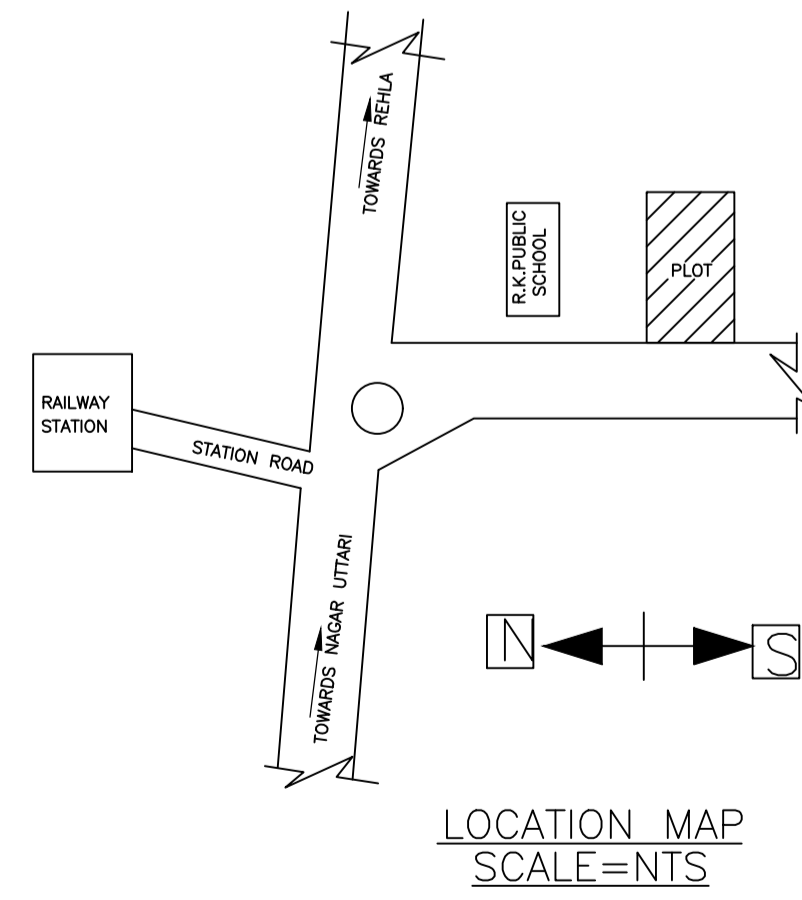 TOWARDS REHLA
R.K.PUBLIC
SCHOOL
PLOT
RAILWAY
STATION
STATION ROAD
TOWARDS NAGAR UTTARI
N
S
LOCATION MAP
SCALE=NTS